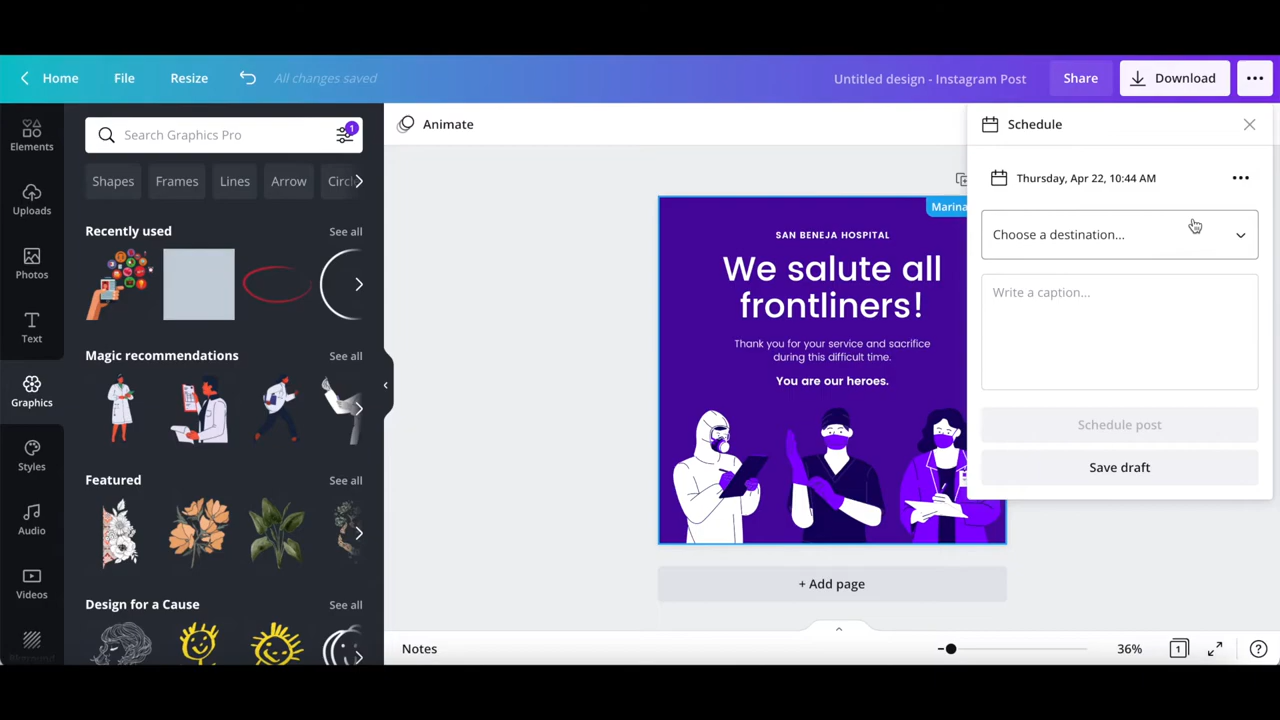 Home
File
Resize
All changes saved
Untitled design - Instagram Post
Share
Download
Elements
Uploads
Photos
Text
Graphics
Styles
Audio
Videos
Search Graphics Pro
1
Shapes
Frames
Lines
Arrow
Circl
Recently used
See all
Magic recommendations
See all
Featured
See all
Design for a Cause
See all
Animate
Marina
SAN BENEJA HOSPITAL
We salute all
frontliners!
Thank you for your service and sacrifice
during this difficult time.
You are our heroes.
+ Add page
Schedule
Thursday, Apr 22, 10:44 AM
Choose a destination...
Write a caption...
Schedule post
Save draft
Notes
36%
1
?